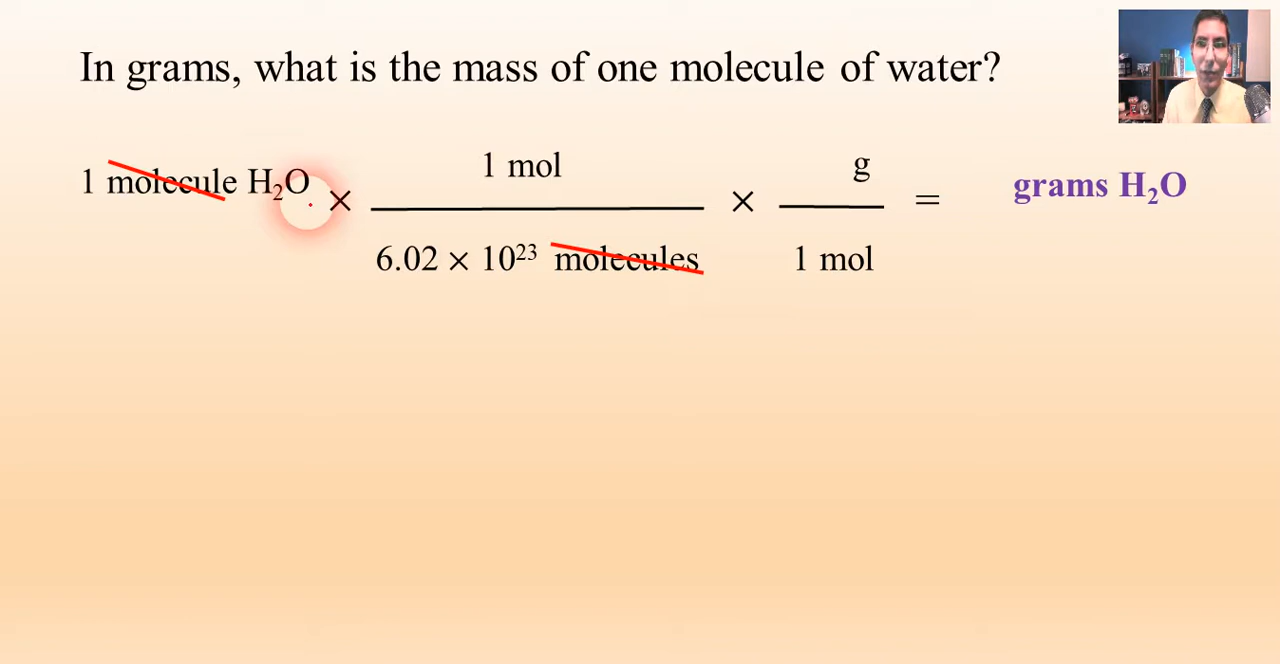 In grams, what is the mass of one molecule of water?
1 molecule H₂O × 1 mol / 6.02 × 10²³ molecules × g / 1 mol = grams H₂O